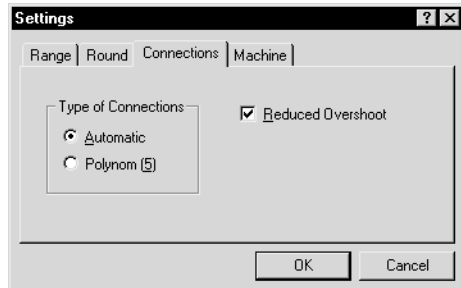 Settings
Range Round Connections Machine
Type of Connections
Automatic
Polynom (5)
Reduced Overshoot
OK Cancel